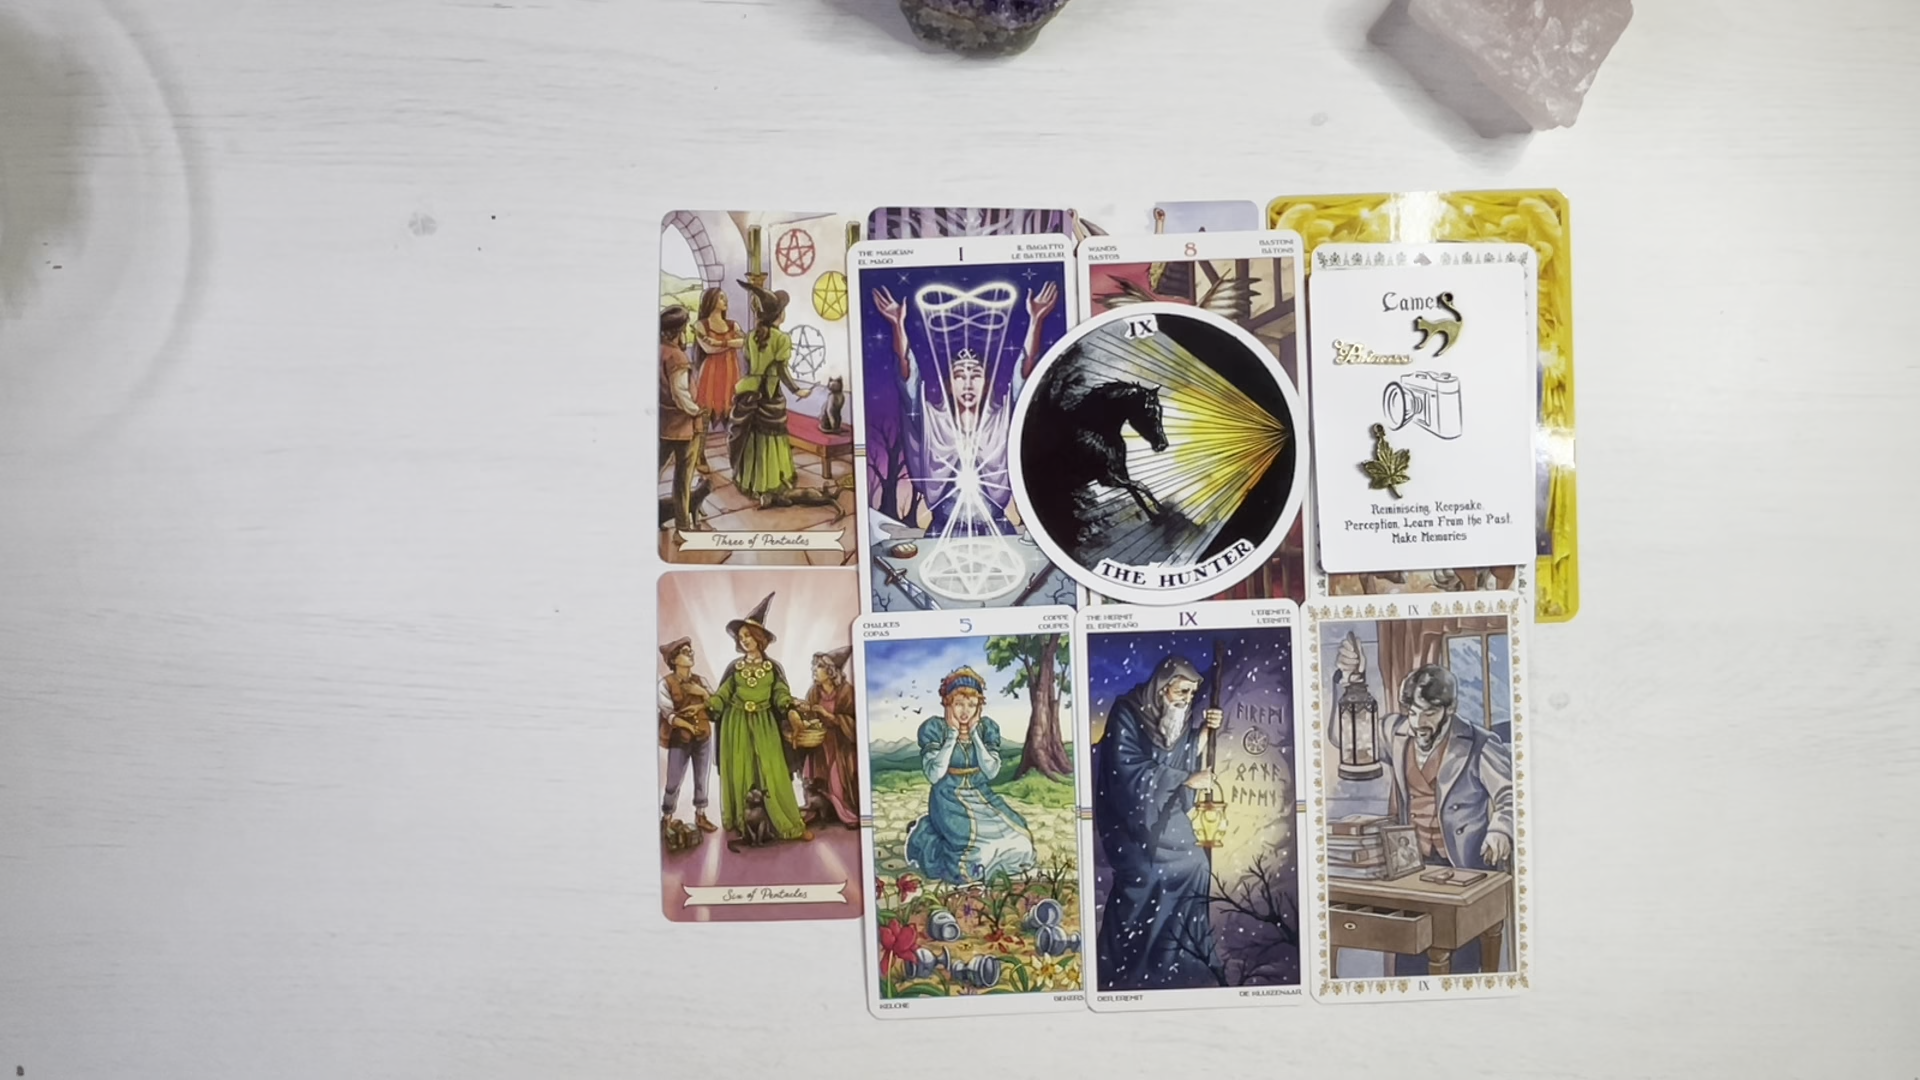 THE MAGICIAN
EL MAGO
I
IL BAGATTO
LE BATELEUR
WANDS
BASTOS
8
BASTONI
BÂTONS
Three of Pentacles
IX
THE HUNTER
Princess
Reminiscing, Keepsake,
Perception, Learn From the Past,
Make Memories
Six of Pentacles
CHALICES
COPAS
5
COPPE
COUPES
KELCHE
BEKERS
THE HERMIT
EL ERMITAÑO
IX
L'EREMITA
L'ERMITE
DER EREMIT
DE KLUIZENAAR
IX
IX